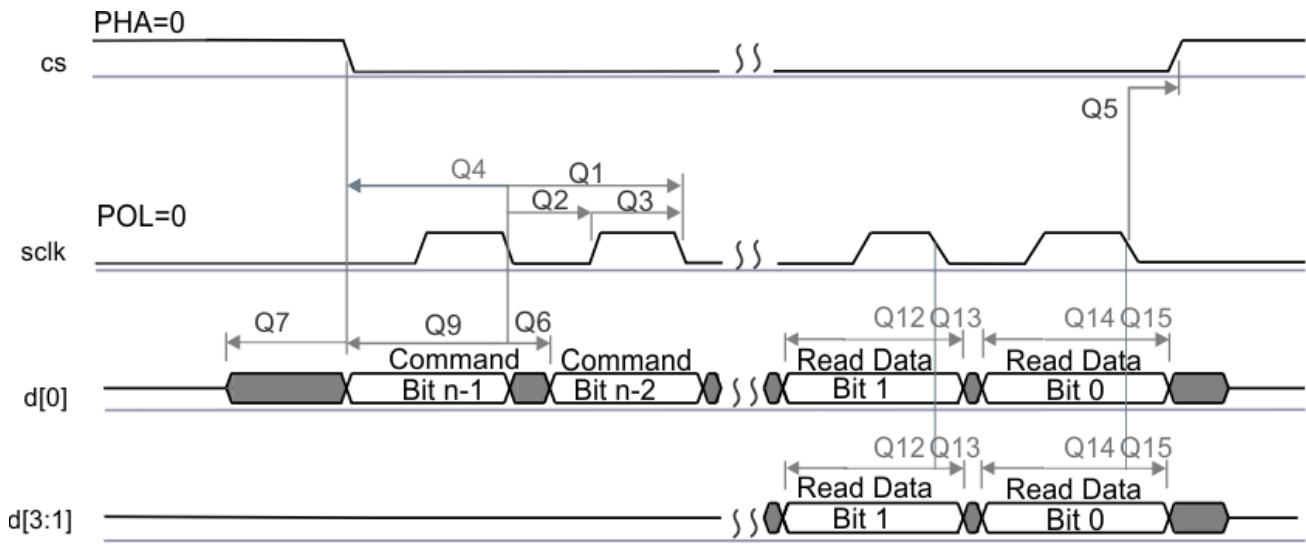 PHA=0
cs
Q5
Q4 Q1
Q2 Q3
POL=0
sclk
Q7 Q9 Q6 Q12 Q13 Q14 Q15
Command Command Read Data Read Data
d[0] Bit n-1 Bit n-2 Bit 1 Bit 0
Q12 Q13 Q14 Q15
Read Data Read Data
d[3:1] Bit 1 Bit 0